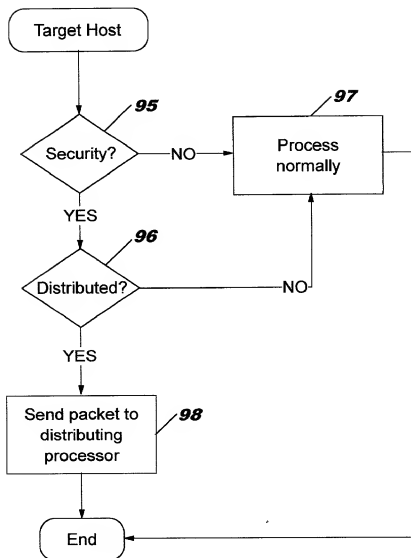 Target Host
95
Security?
NO
97
Process
normally
YES
96
Distributed?
NO
YES
Send packet to
distributing
processor
98
End